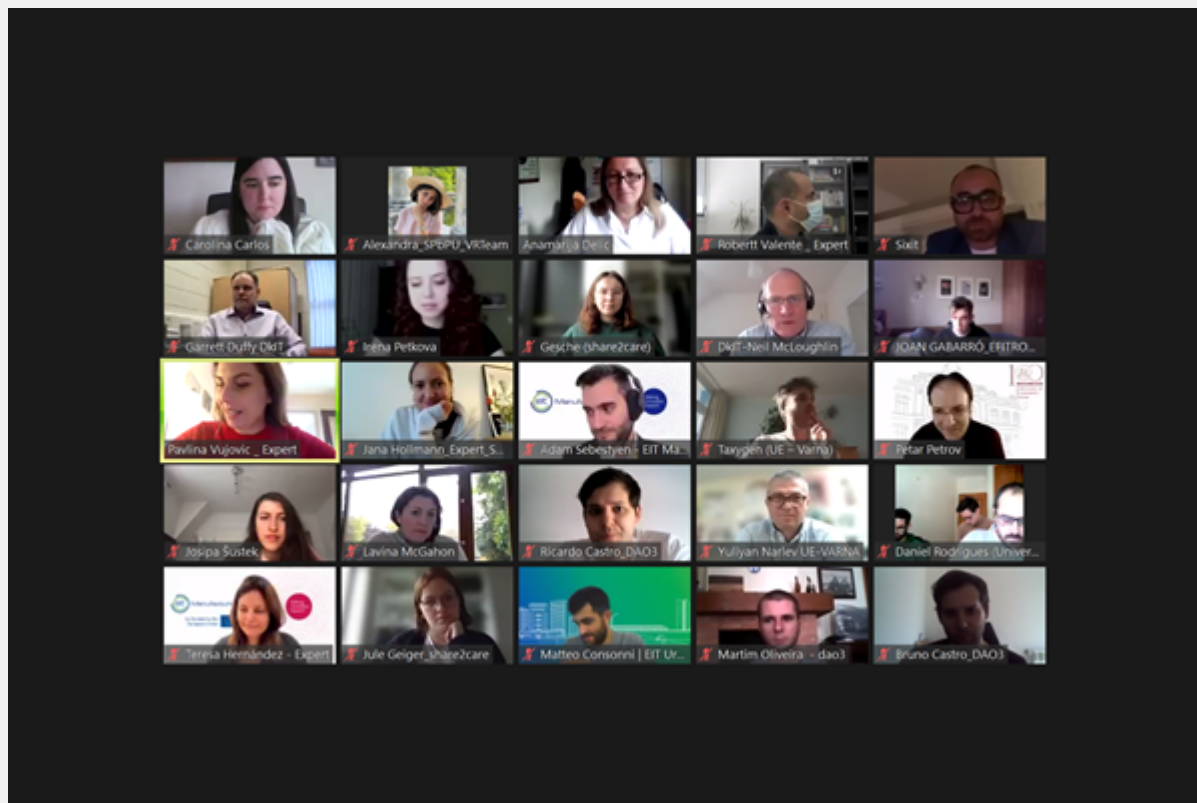 Carolina Carlos
Alexandra_SPbPU_VRTeam
Anamarija Delic
Robertt Valente _ Expert
Sixit
Garrett Duffy DkIT
Irena Petkova
Gesche (share2care)
DkIT-Neil McLoughlin
JOAN GABARRÓ_EFITRO...
Pavlina Vujovic _ Expert
Jana Hollmann_Expert_S...
Adam Sebestyen - EIT Ma...
Taxygen (UE - Varna)
Petar Petrov
Josipa Šustek
Lavina McGahon
Ricardo Castro_DAO3
Yuliyan Narlev UE-VARNA
Daniel Rodrigues (Univer...
Teresa Hernández - Expert
Jule Geiger_share2care
Matteo Consonni | EIT Ur...
Martim Oliveira - dao3
Bruno Castro_DAO3